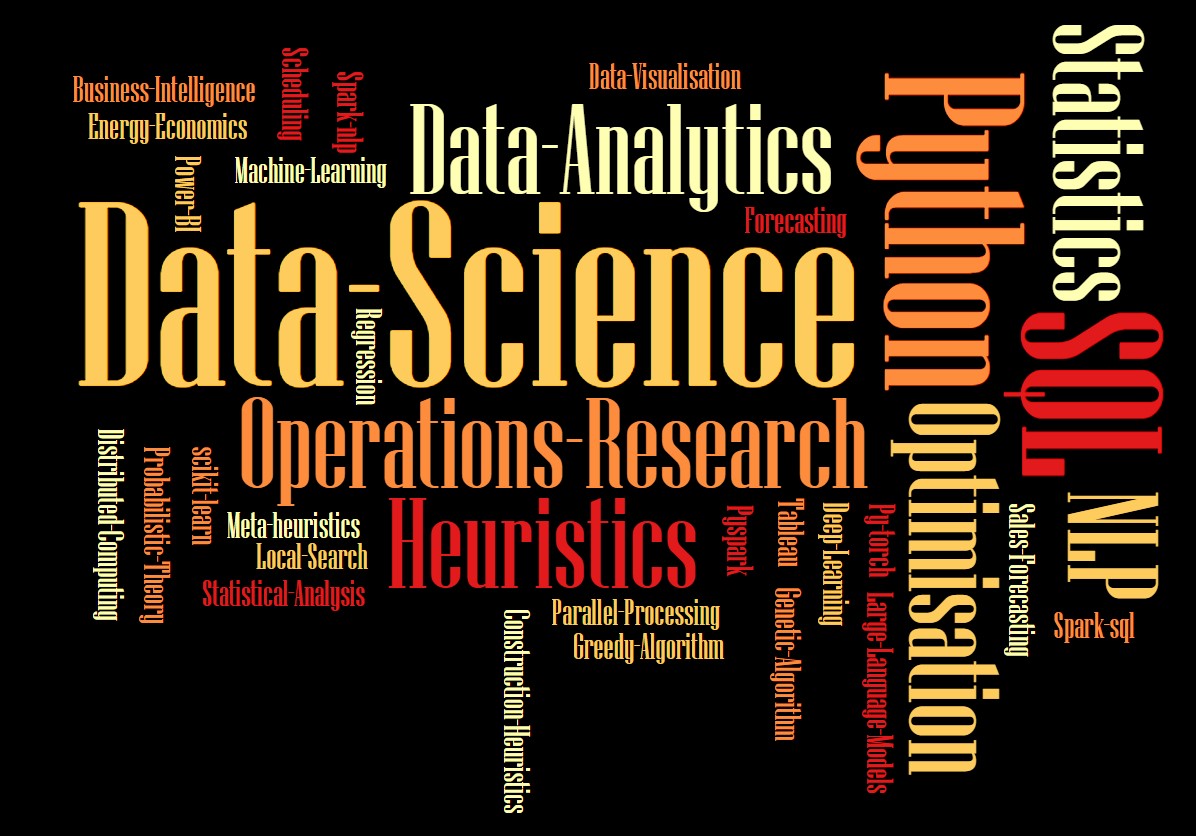 Statistics
Scheduling
Spark-nlp
Data-Visualisation
Python
Business-Intelligence
Data-Analytics
Energy-Economics
Power-BI
Machine-Learning
Data-Science
Forecasting
Regression
SQL
Operations-Research
Optimisation
Distributed-Computing
Probabilistic-Theory
scikit-learn
NLP
Heuristics
Pyspark
Tableau
Deep-Learning
Py-torch
Sales-Forecasting
Meta-heuristics
Local-Search
Statistical-Analysis
Genetic-Algorithm
Large-Language-Models
Parallel-Processing
Spark-sql
Construction-Heuristics
Greedy-Algorithm